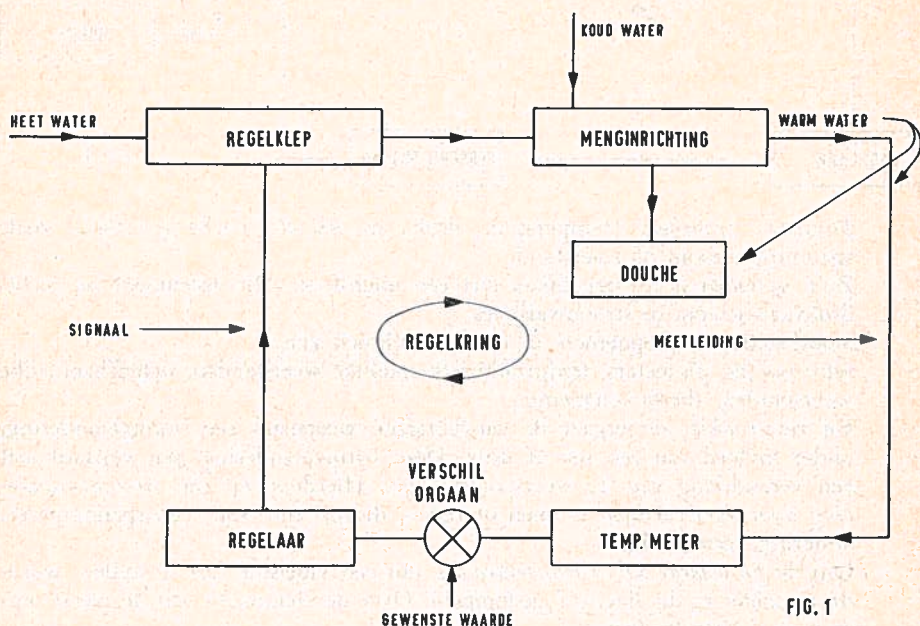 KOUD WATER
HEET WATER
REGELKLEP
MENGINRICHTING
WARM WATER
DOUCHE
SIGNAAL
REGELKRING
MEETLEIDING
VERSCHIL
ORGAAN
REGELAAR
TEMP. METER
GEWENSTE WAARDE
FIG. 1